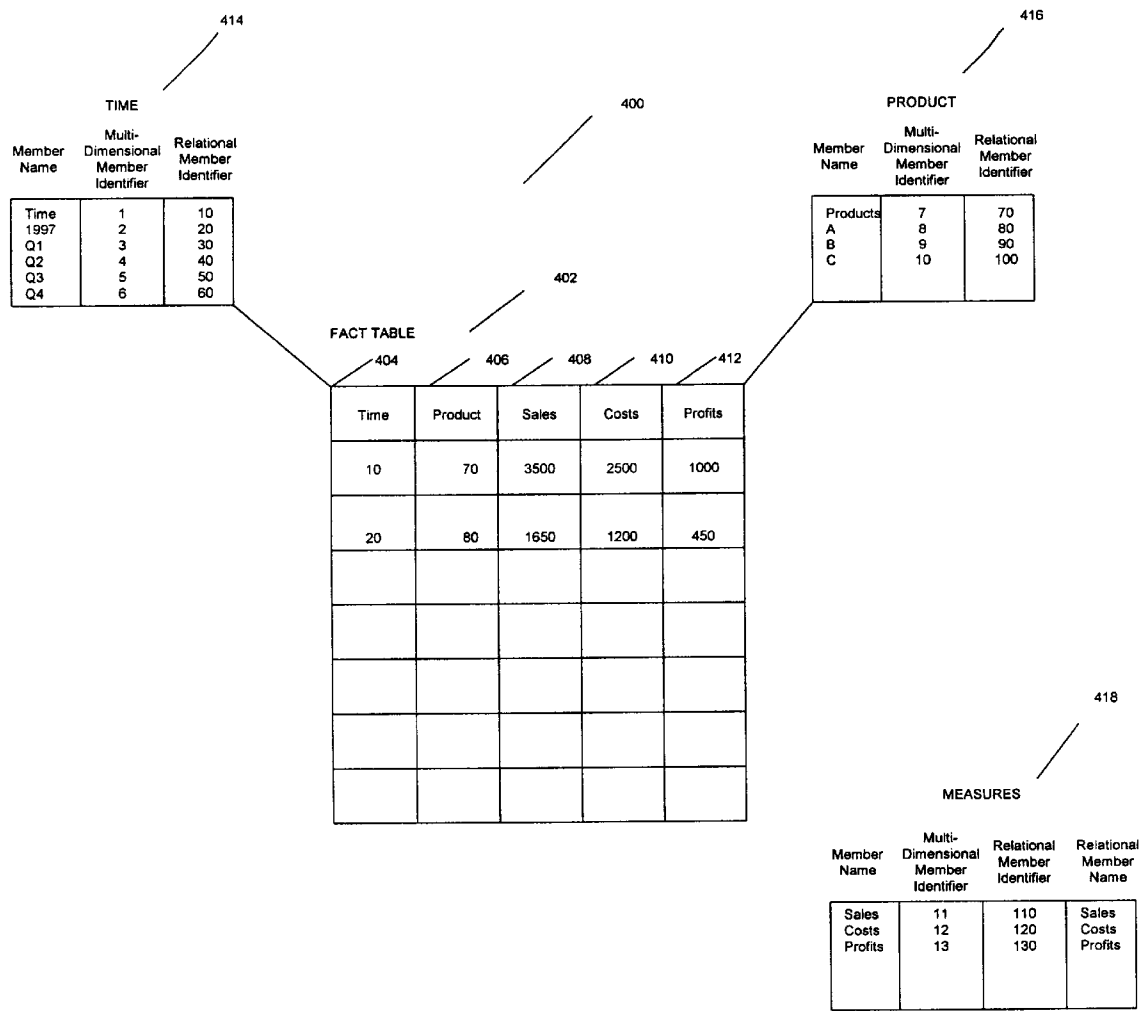 414
416
TIME
400
PRODUCT
Member Name
Multi-Dimensional Member Identifier
Relational Member Identifier
Time 1 10
1997 2 20
Q1 3 30
Q2 4 40
Q3 5 50
Q4 6 60
Member Name
Multi-Dimensional Member Identifier
Relational Member Identifier
Products 7 70
A 8 80
B 9 90
C 10 100
402
FACT TABLE
404 406 408 410 412
Time Product Sales Costs Profits
10 70 3500 2500 1000
20 80 1650 1200 450
418
MEASURES
Member Name
Multi-Dimensional Member Identifier
Relational Member Identifier
Relational Member Name
Sales 11 110 Sales
Costs 12 120 Costs
Profits 13 130 Profits